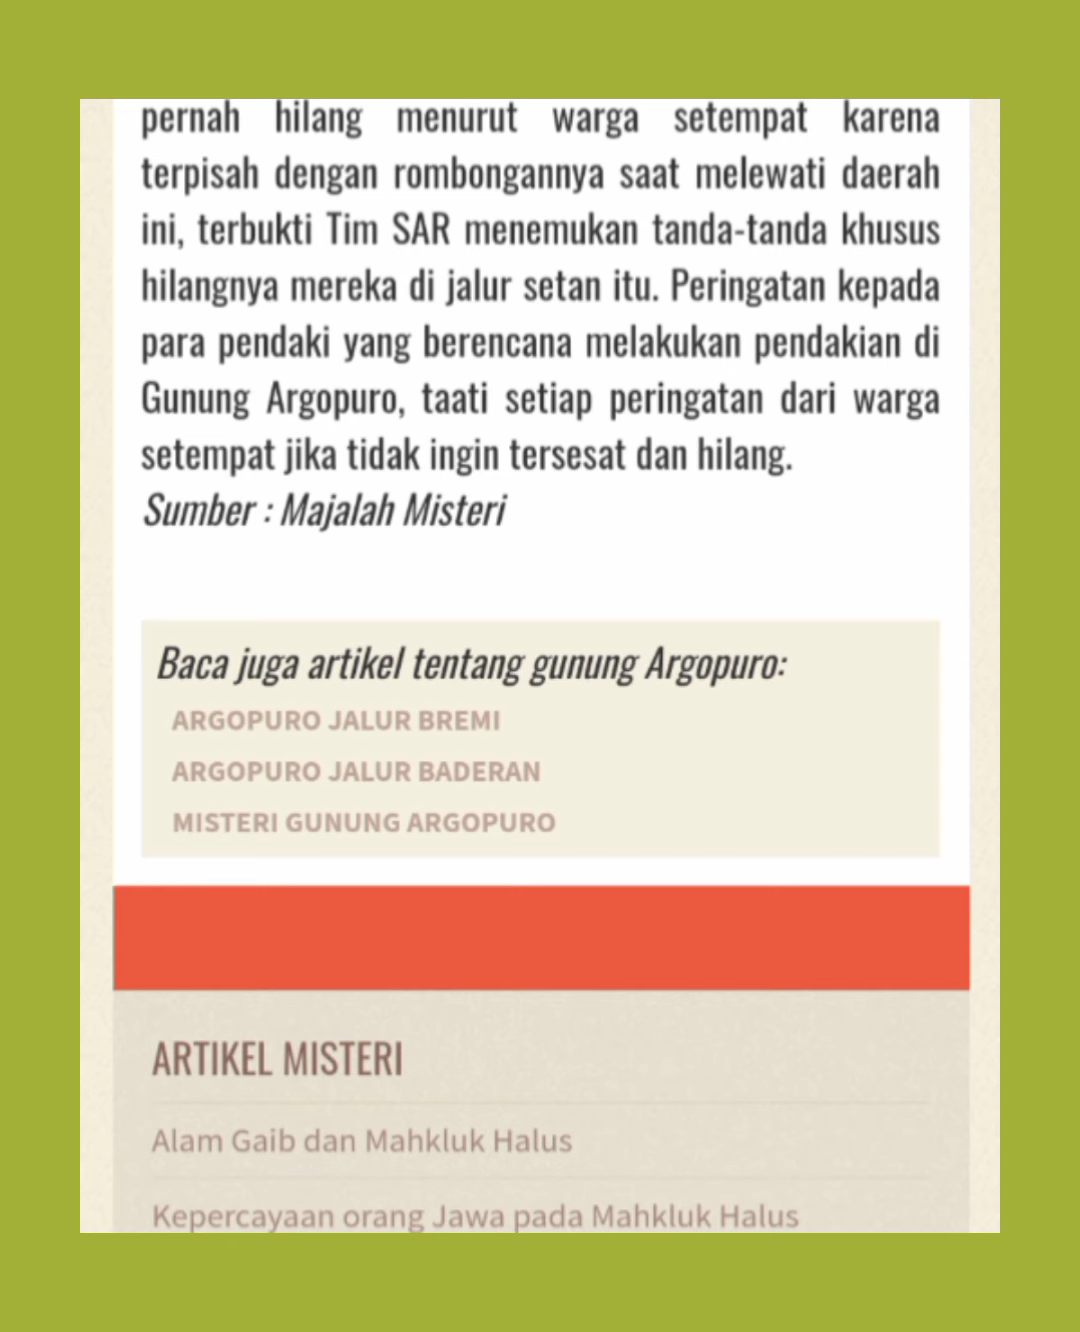 pernah hilang menurut warga setempat karena
terpisah dengan rombongannya saat melewati daerah
ini, terbukti Tim SAR menemukan tanda-tanda khusus
hilangnya mereka di jalur setan itu. Peringatan kepada
para pendaki yang berencana melakukan pendakian di
Gunung Argopuro, taati setiap peringatan dari warga
setempat jika tidak ingin tersesat dan hilang.
Sumber : Majalah Misteri
Baca juga artikel tentang gunung Argopuro:
ARGOPURO JALUR BREMI
ARGOPURO JALUR BADERAN
MISTERI GUNUNG ARGOPURO
ARTIKEL MISTERI
Alam Gaib dan Mahkluk Halus
Kepercayaan orang Jawa pada Mahkluk Halus